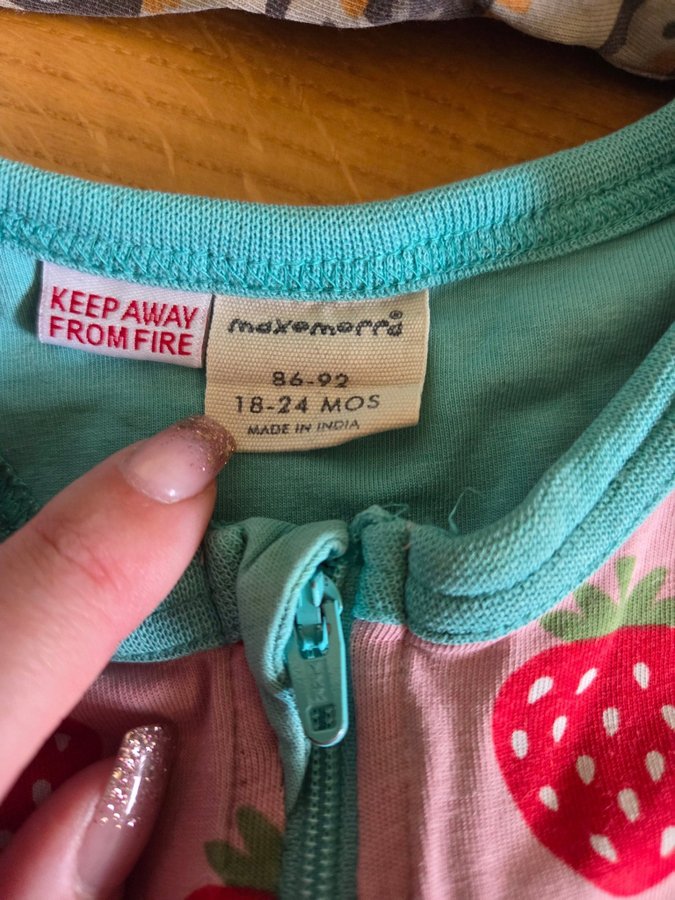 KEEP AWAY
FROM FIRE
maxomorra®
86-92
18-24 MOS
MADE IN INDIA